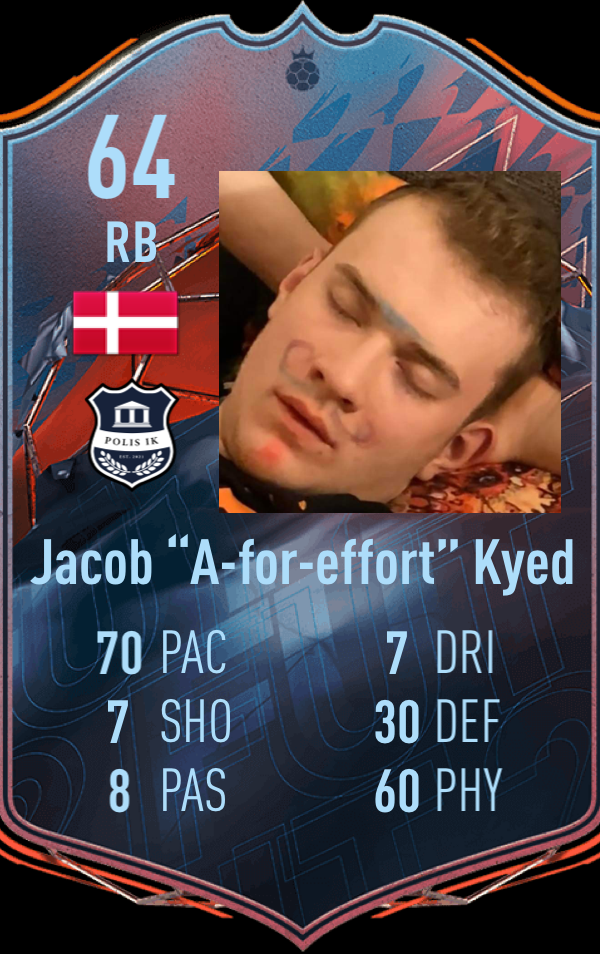 64
RB
POLIS IK
EST. 2021
Jacob “A-for-effort” Kyed
70 PAC 7 DRI
7 SHO 30 DEF
8 PAS 60 PHY